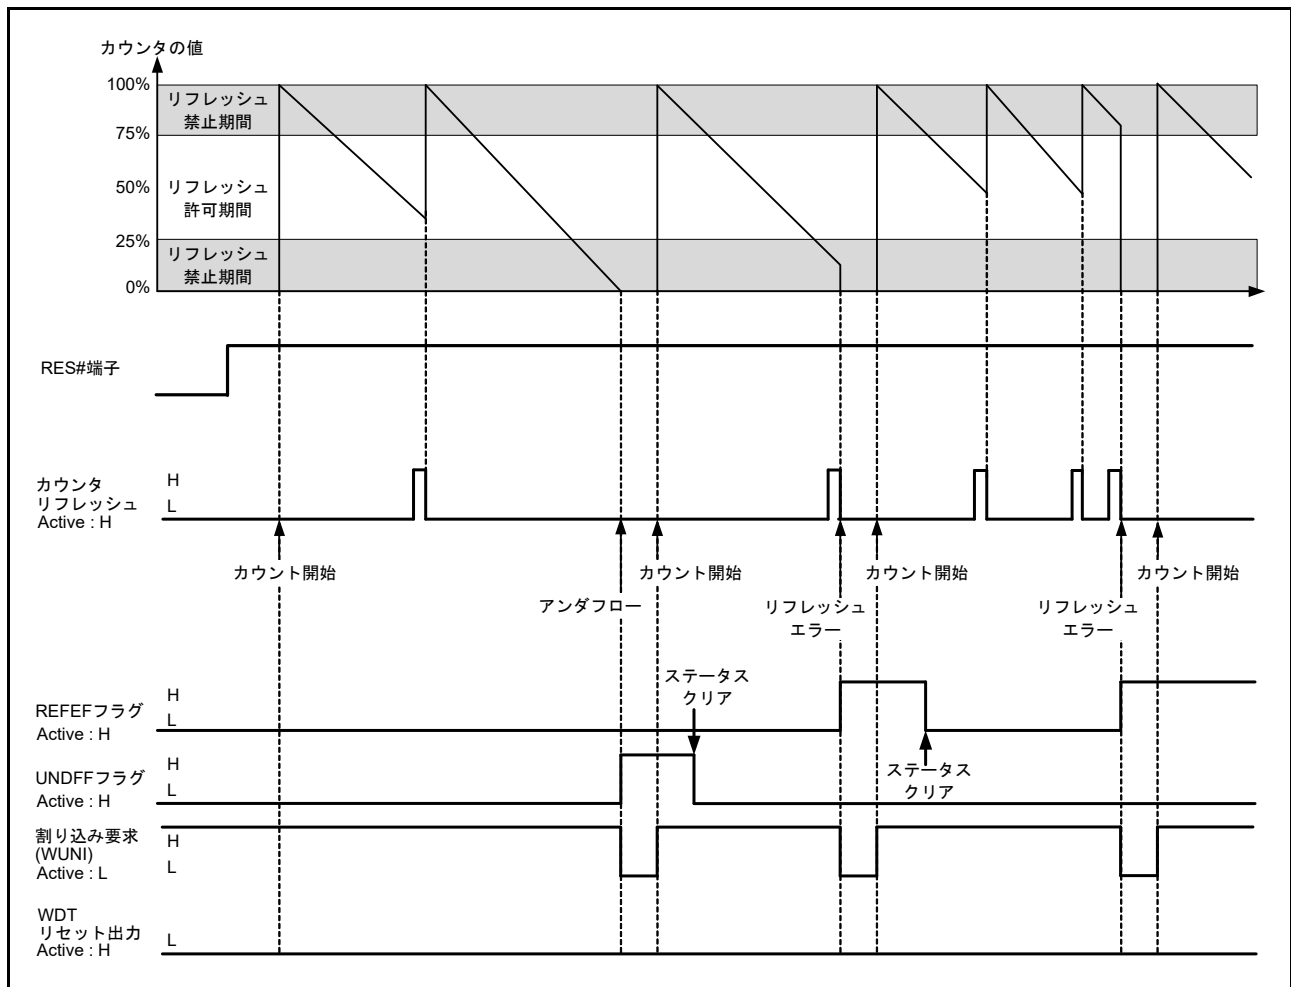 カウンタの値
100%
リフレッシュ
禁止期間
75%
50%
リフレッシュ
許可期間
25%
リフレッシュ
禁止期間
0%
RES#端子
カウンタ
リフレッシュ
Active : H
H
L
カウント開始
カウント開始
カウント開始
カウント開始
アンダフロー
リフレッシュ
エラー
リフレッシュ
エラー
ステータス
クリア
REFEFフラグ
Active : H
H
L
ステータス
クリア
UNDFFフラグ
Active : H
H
L
割り込み要求
(WUNI)
Active : L
H
L
WDT
リセット出力
Active : H
L